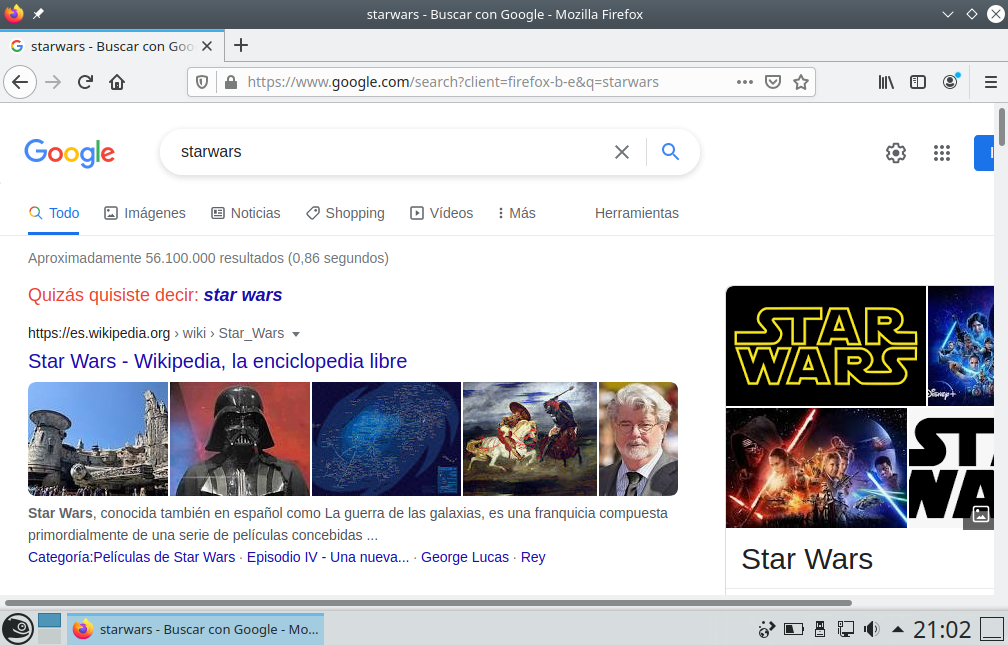 starwars - Buscar con Google - Mozilla Firefox
starwars - Buscar con Goo
https://www.google.com/search?client=firefox-b-e&q=starwars
Google
starwars
Todo
Imágenes
Noticias
Shopping
Vídeos
Más
Herramientas
Aproximadamente 56.100.000 resultados (0,86 segundos)
Quizás quisiste decir: star wars
https://es.wikipedia.org › wiki › Star_Wars
Star Wars - Wikipedia, la enciclopedia libre
Star Wars, conocida también en español como La guerra de las galaxias, es una franquicia compuesta
primordialmente de una serie de películas concebidas ...
Categoría:Películas de Star Wars · Episodio IV - Una nueva... · George Lucas · Rey
STAR
WARS
Disney+
STA
WA
Star Wars
starwars - Buscar con Google - Mo...
21:02